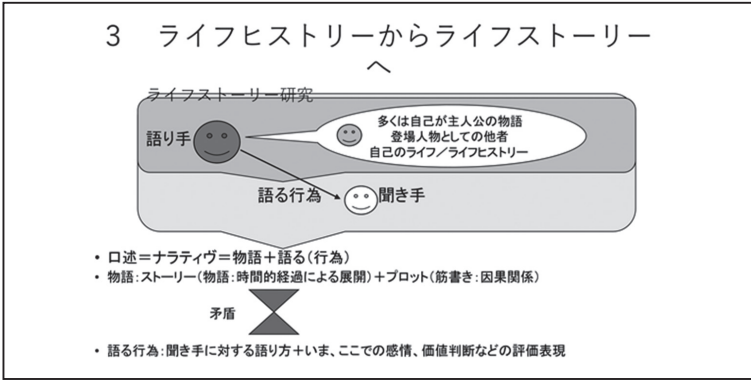 3　ライフヒストリーからライフストーリー
へ
ライフストーリー研究
語り手
多くは自己が主人公の物語
登場人物としての他者
自己のライフ／ライフヒストリー
語る行為
聞き手
• 口述＝ナラティヴ＝物語＋語る（行為）
• 物語：ストーリー（物語：時間的経過による展開）＋プロット（筋書き：因果関係）
矛盾
• 語る行為：聞き手に対する語り方＋いま、ここでの感情、価値判断などの評価表現